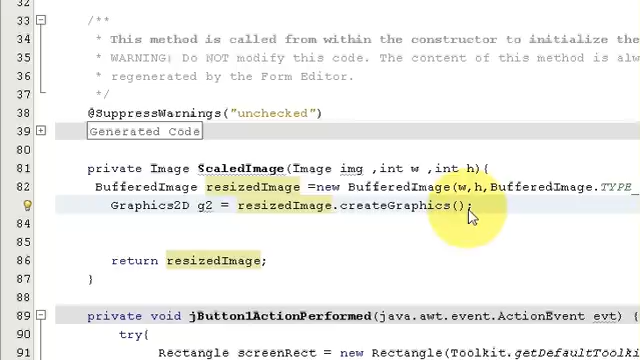 32
33 /**
34 * This method is called from within the constructor to initialize the
35 * WARNING: Do NOT modify this code. The content of this method is alw
36 * regenerated by the Form Editor.
37 */
38 @SuppressWarnings("unchecked")
39 Generated Code
80
81 private Image ScaledImage(Image img ,int w ,int h){
82 BufferedImage resizedImage =new BufferedImage(w,h,BufferedImage.TYPE_
Graphics2D g2 = resizedImage.createGraphics();
84
85
86 return resizedImage;
87 }
88
89 private void jButton1ActionPerformed(java.awt.event.ActionEvent evt) {
90 try{
91 Rectangle screenRect = new Rectangle(Toolkit.getDefaultToolki